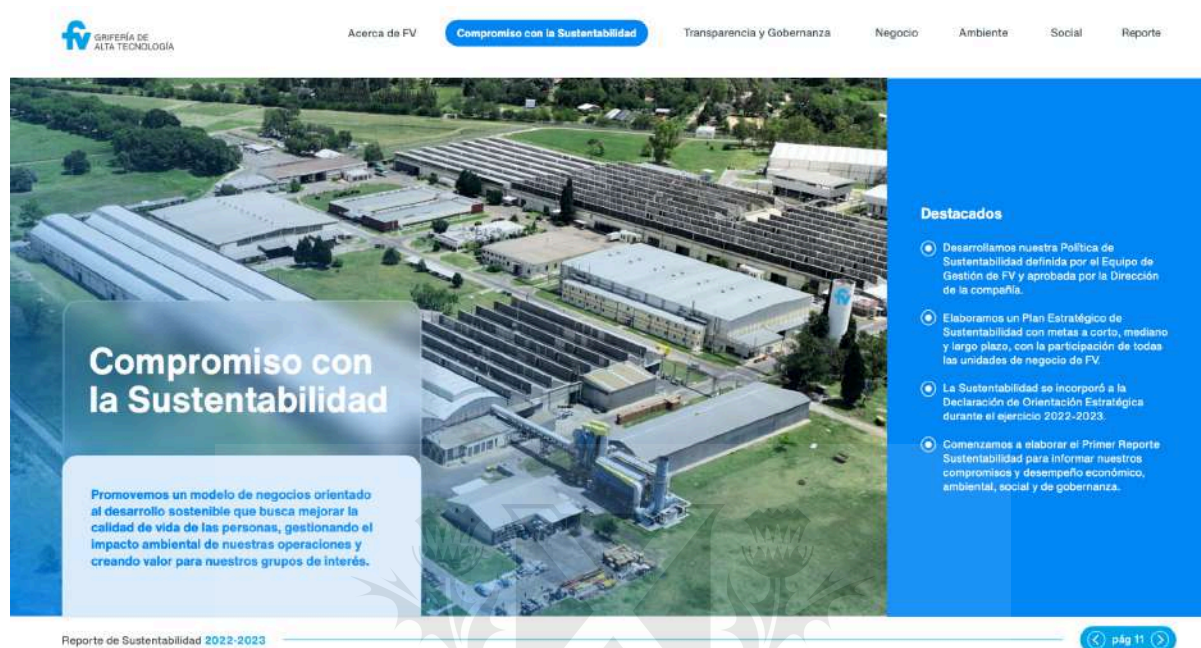 fv GRIFERÍA DE
ALTA TECNOLOGÍA
Acerca de FV
Compromiso con la Sustentabilidad
Transparencia y Gobernanza
Negocio
Ambiente
Social
Reporte
fv
Compromiso con
la Sustentabilidad
Promovemos un modelo de negocios orientado
al desarrollo sostenible que busca mejorar la
calidad de vida de las personas, gestionando el
impacto ambiental de nuestras operaciones y
creando valor para nuestros grupos de interés.
Destacados
Desarrollamos nuestra Política de
Sustentabilidad definida por el Equipo de
Gestión de FV y aprobada por la Dirección
de la compañía.
Elaboramos un Plan Estratégico de
Sustentabilidad con metas a corto, mediano
y largo plazo, con la participación de todas
las unidades de negocio de FV.
La Sustentabilidad se incorporó a la
Declaración de Orientación Estratégica
durante el ejercicio 2022-2023.
Comenzamos a elaborar el Primer Reporte
Sustentabilidad para informar nuestros
compromisos y desempeño económico,
ambiental, social y de gobernanza.
Reporte de Sustentabilidad 2022-2023
pág 11